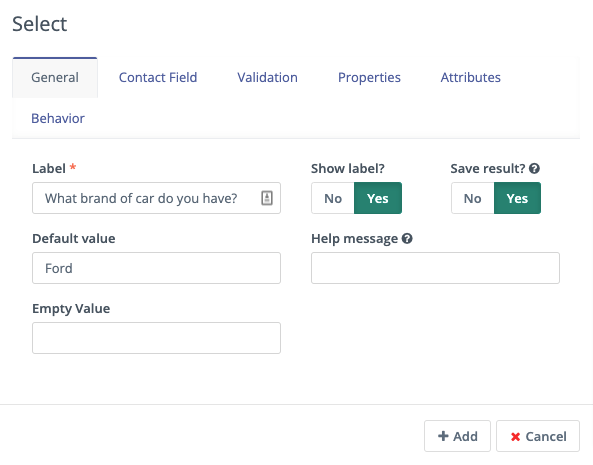 Select
General Contact Field Validation Properties Attributes
Behavior
Label * Show label? Save result?
What brand of car do you have? No Yes No Yes
Default value Help message
Ford
Empty Value
Add Cancel